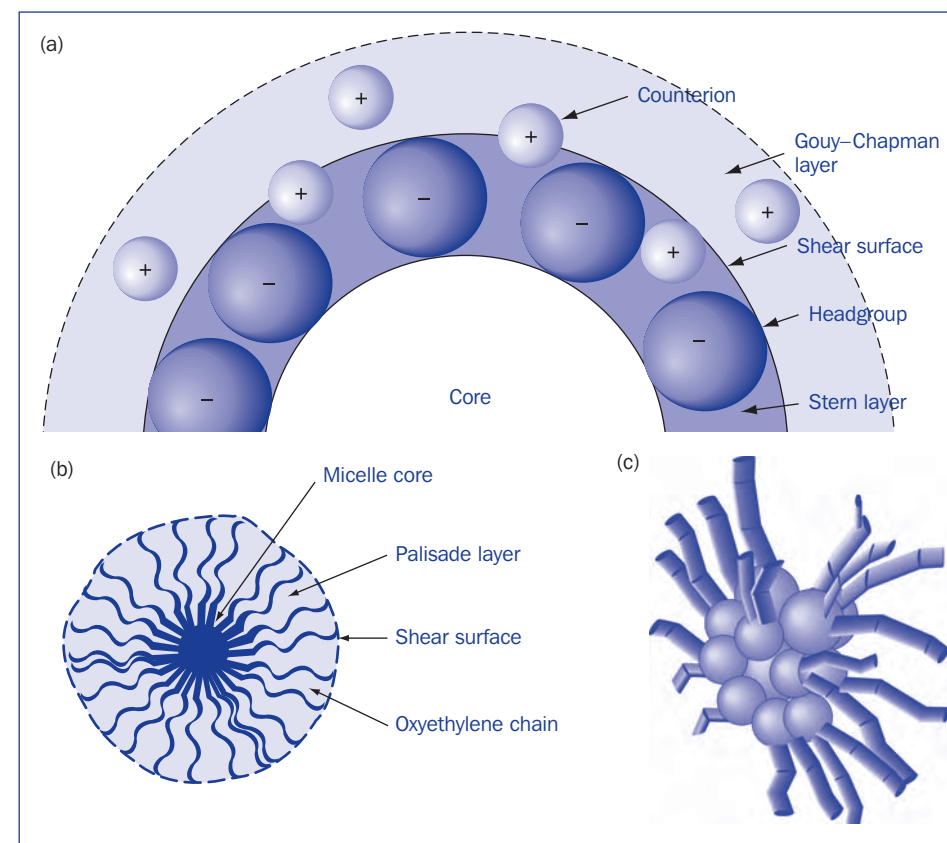 (a)
Counterion
Gouy–Chapman
layer
+
+
+
+
+
+
Shear surface
Headgroup
Stern layer
−
−
−
−
−
Core
(b)
Micelle core
Palisade layer
Shear surface
Oxyethylene chain
(c)